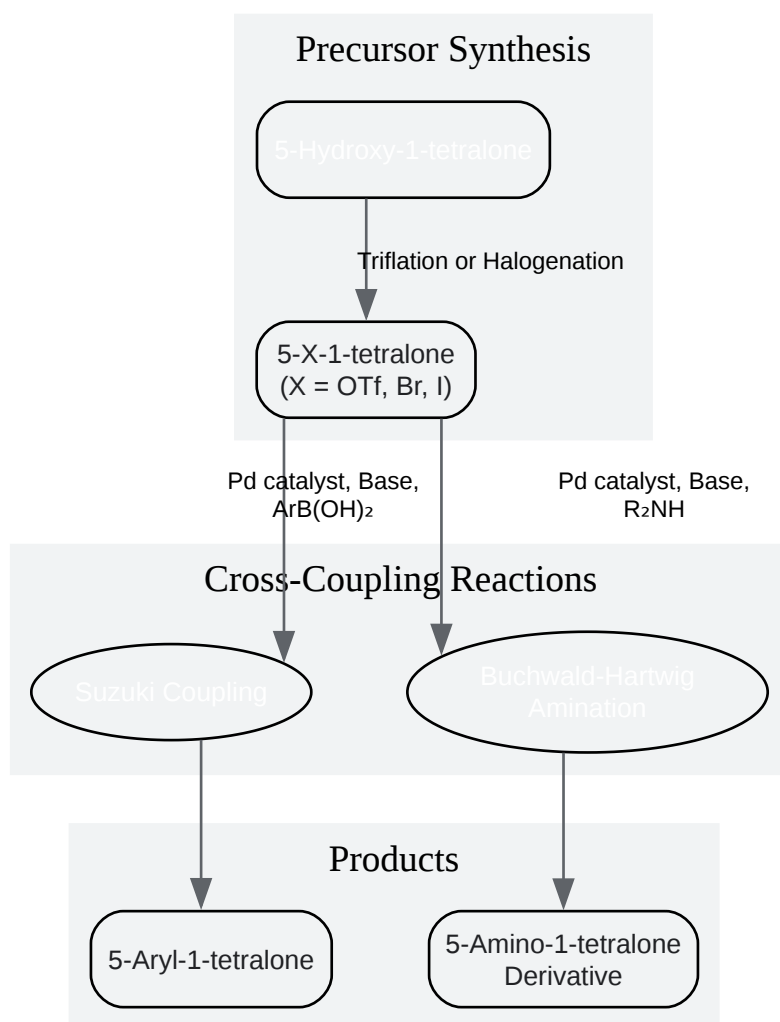 Precursor Synthesis
5-Hydroxy-1-tetralone
Triflation or Halogenation
5-X-1-tetralone
(X = OTf, Br, I)
Pd catalyst, Base,
ArB(OH)₂
Pd catalyst, Base,
R₂NH
Cross-Coupling Reactions
Suzuki Coupling
Buchwald-Hartwig
Amination
Products
5-Aryl-1-tetralone
5-Amino-1-tetralone
Derivative